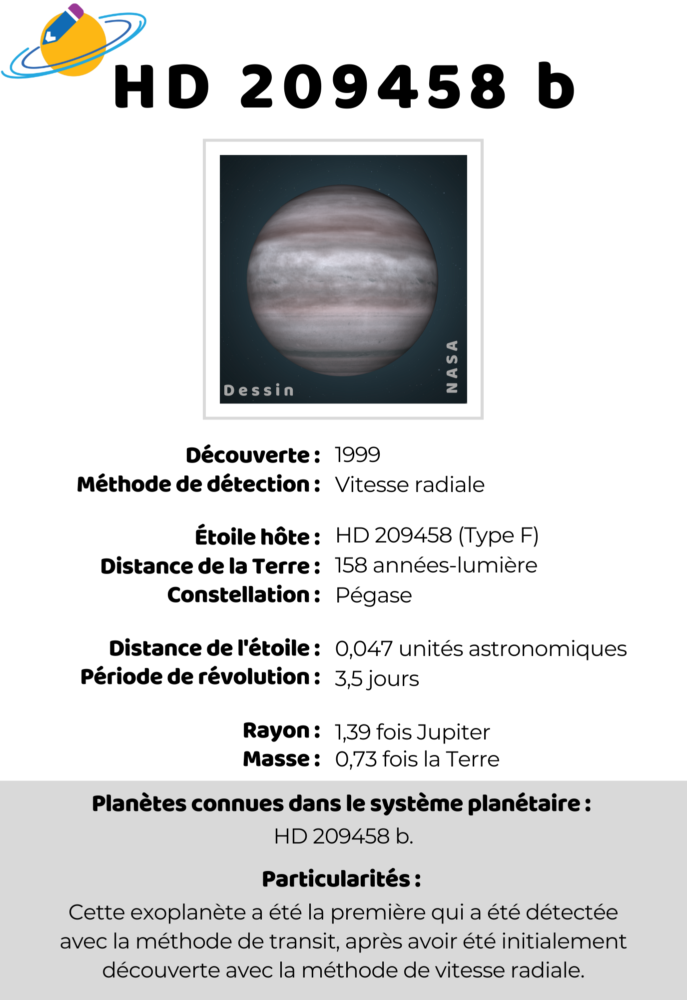 HD 209458 b
Dessin
NASA
Découverte : 1999
Méthode de détection : Vitesse radiale
Étoile hôte : HD 209458 (Type F)
Distance de la Terre : 158 années-lumière
Constellation : Pégase
Distance de l'étoile : 0,047 unités astronomiques
Période de révolution : 3,5 jours
Rayon : 1,39 fois Jupiter
Masse : 0,73 fois la Terre
Planètes connues dans le système planétaire :
HD 209458 b.
Particularités :
Cette exoplanète a été la première qui a été détectée
avec la méthode de transit, après avoir été initialement
découverte avec la méthode de vitesse radiale.